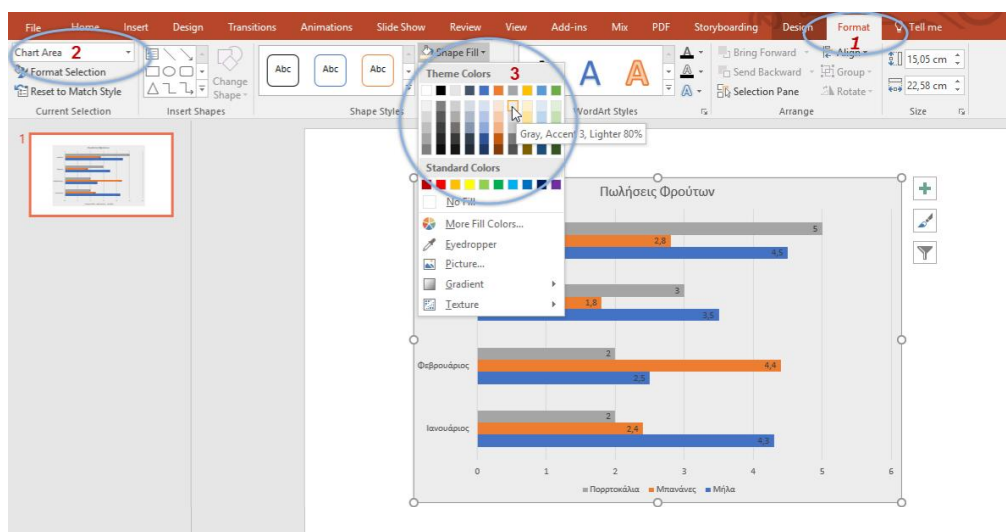 File Home Insert Design Transitions Animations Slide Show Review View Add-ins Mix PDF Storyboarding Design Format Tell me
1
Chart Area 2
Format Selection
Reset to Match Style
Current Selection
Change
Shape
Insert Shapes
Abc Abc Abc
Shape Styles
Shape Fill
Theme Colors 3
Gray, Accent 3, Lighter 80%
Standard Colors
No Fill
More Fill Colors...
Eyedropper
Picture...
Gradient
Texture
A A
WordArt Styles
A
A
A
Bring Forward
Send Backward
Selection Pane
Align
Group
Rotate
Arrange
15,05 cm
22,58 cm
Size
1
Πωλήσεις Φρούτων
5
2,8
4,5
3
1,8
3,5
Φεβρουάριος
2
4,4
2,5
Ιανουάριος
2
2,4
4,3
0 1 2 3 4 5 6
Πορρτοκάλια Μπανάνες Μήλα